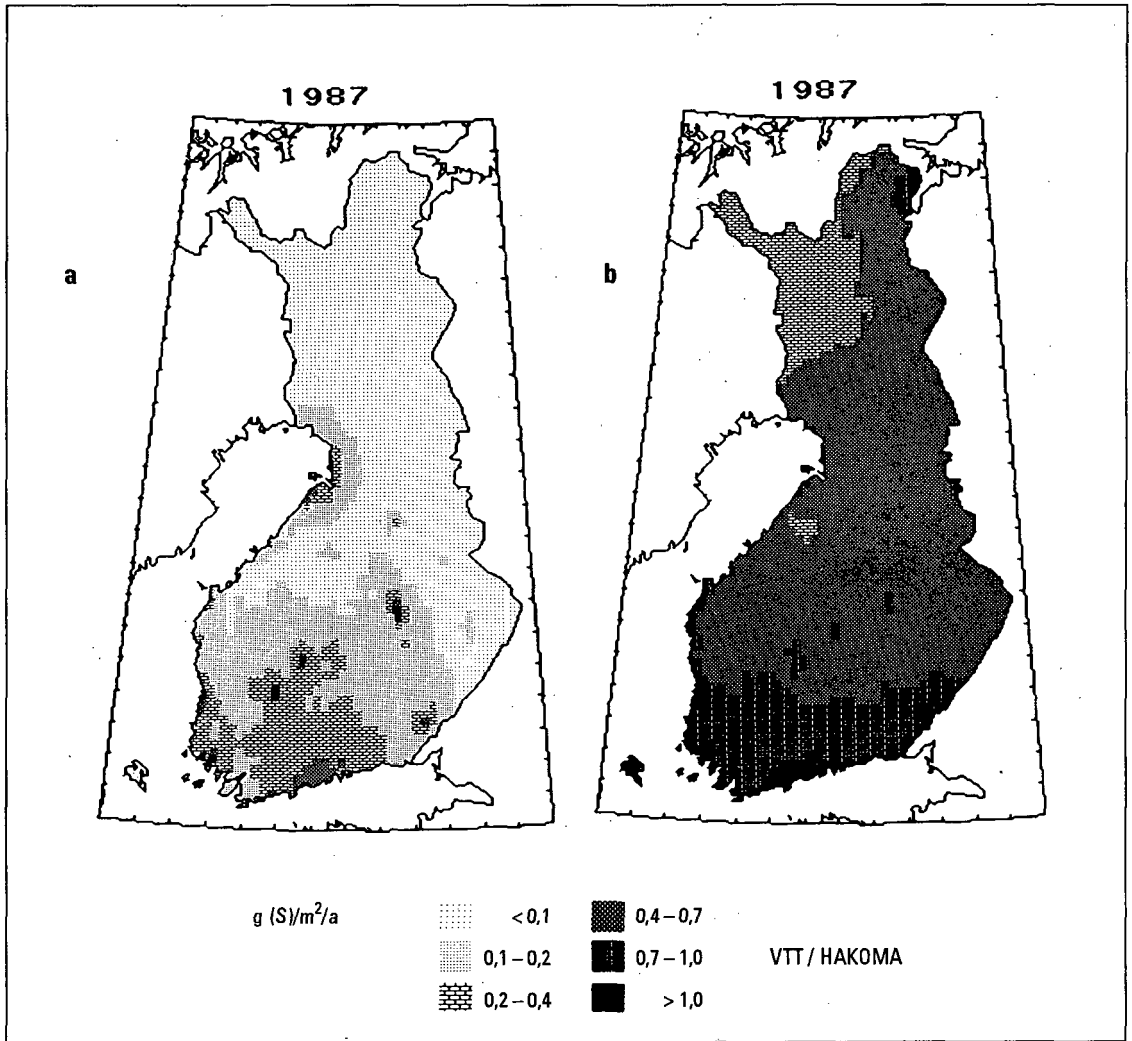 1987
1987
a
b
g (S)/m²/a
< 0,1
0,4 – 0,7
0,1 – 0,2
0,7 – 1,0
VTT / HAKOMA
0,2 – 0,4
> 1,0